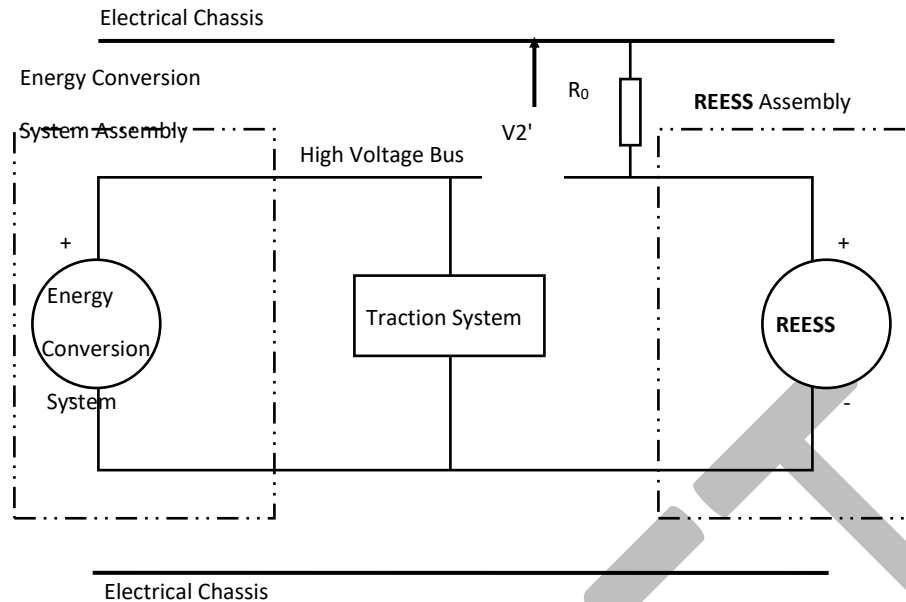 Electrical Chassis
Energy Conversion
System Assembly
R₀
REESS Assembly
V2'
High Voltage Bus
+
+
Energy
Conversion
System
Traction System
REESS
-
-
Electrical Chassis